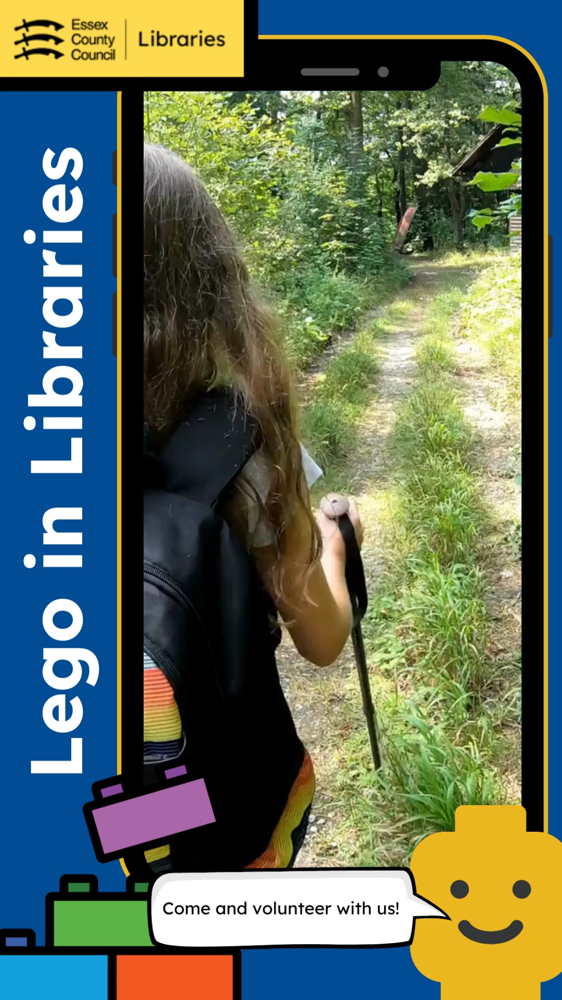 Essex
County
Council
Libraries
Lego in Libraries
Come and volunteer with us!